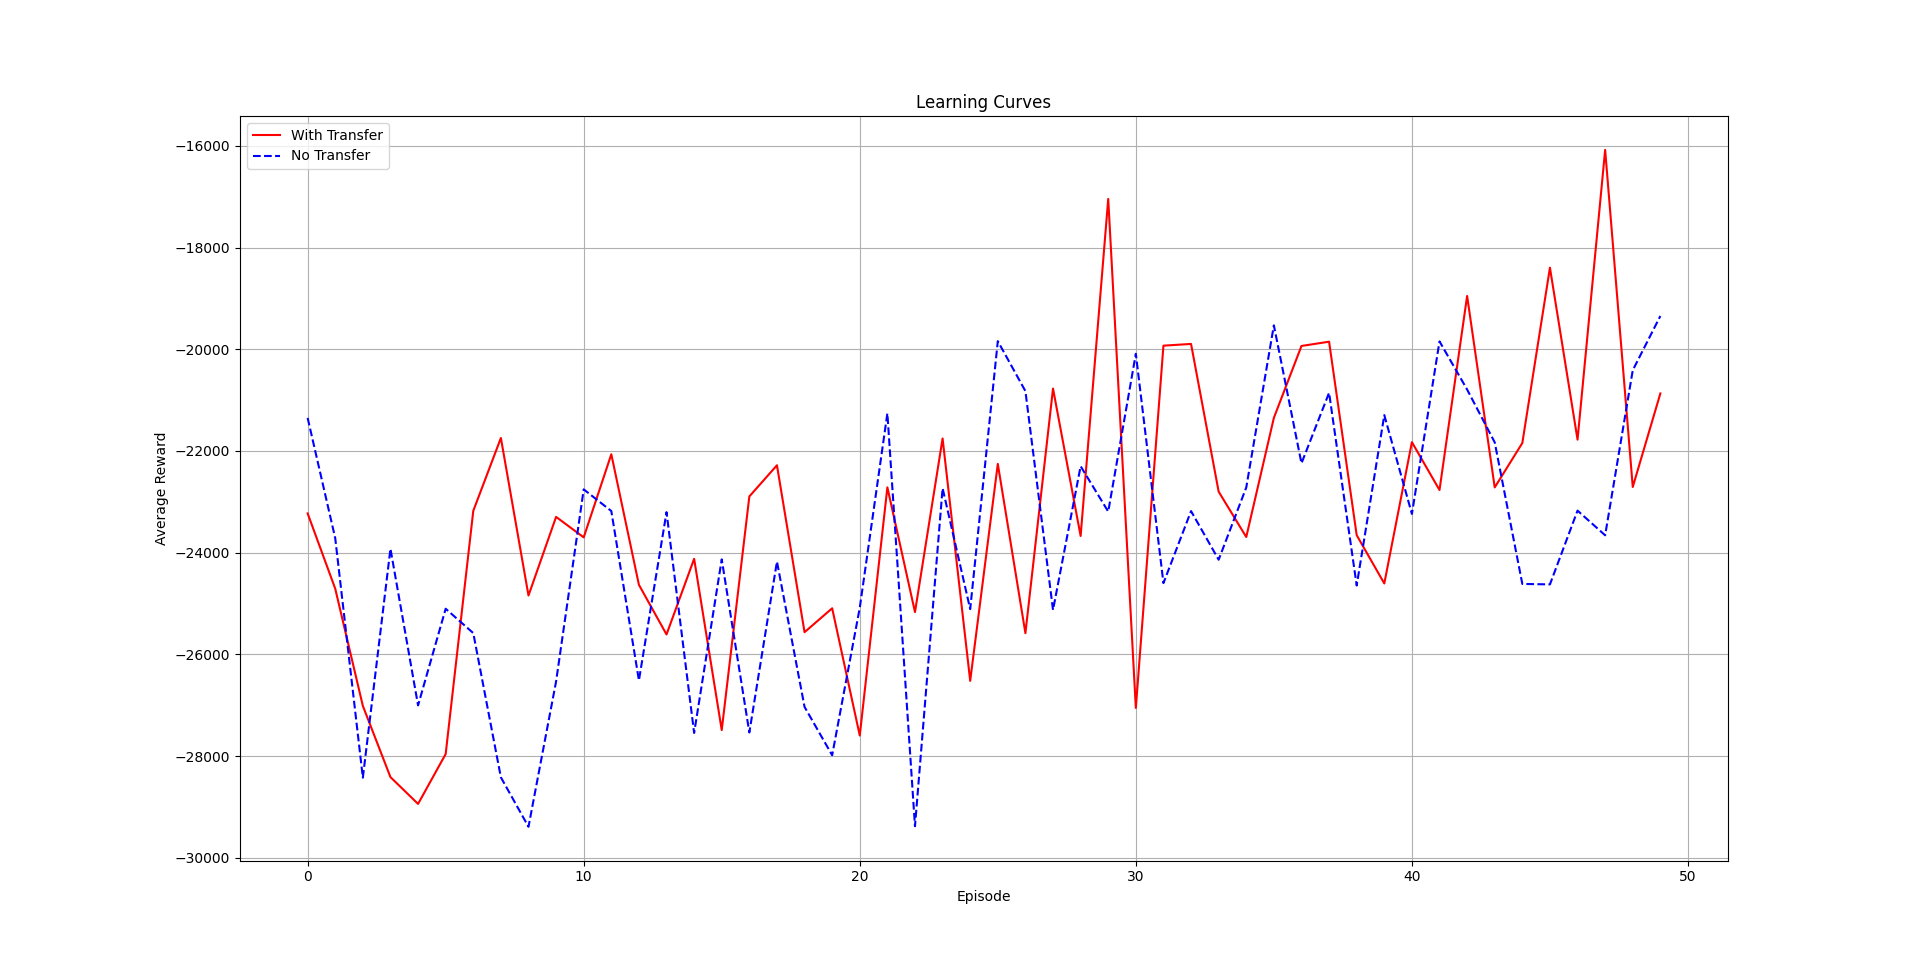 Learning Curves
With Transfer
No Transfer
−16000
−18000
−20000
−22000
−24000
−26000
−28000
−30000
Average Reward
0 10 20 30 40 50
Episode